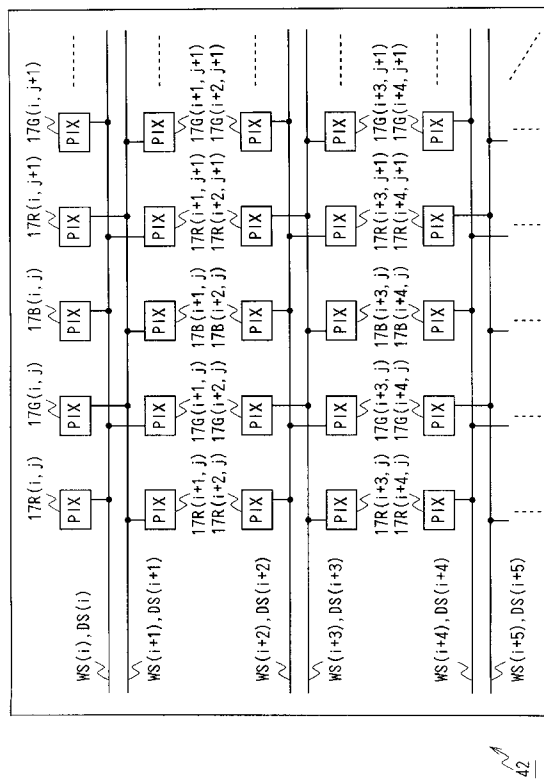 17R(i, j) 17G(i, j) 17B(i, j) 17R(i, j+1) 17G(i, j+1)
PIX PIX PIX PIX PIX
WS(i), DS(i)
WS(i+1), DS(i+1)
PIX PIX PIX PIX PIX
17R(i+1, j) 17G(i+1, j) 17B(i+1, j) 17R(i+1, j+1) 17G(i+1, j+1)
17R(i+2, j) 17G(i+2, j) 17B(i+2, j) 17R(i+2, j+1) 17G(i+2, j+1)
PIX PIX PIX PIX PIX
WS(i+2), DS(i+2)
WS(i+3), DS(i+3)
PIX PIX PIX PIX PIX
17R(i+3, j) 17G(i+3, j) 17B(i+3, j) 17R(i+3, j+1) 17G(i+3, j+1)
17R(i+4, j) 17G(i+4, j) 17B(i+4, j) 17R(i+4, j+1) 17G(i+4, j+1)
PIX PIX PIX PIX PIX
WS(i+4), DS(i+4)
WS(i+5), DS(i+5)
42